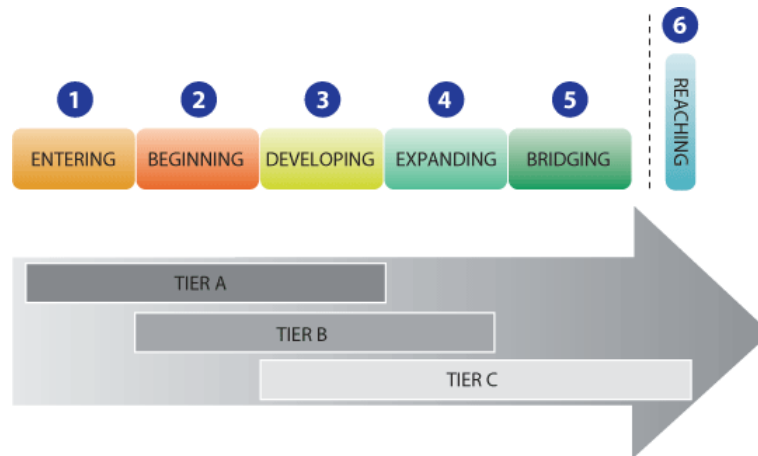 6
1 2 3 4 5
REACHING
ENTERING BEGINNING DEVELOPING EXPANDING BRIDGING
TIER A
TIER B
TIER C